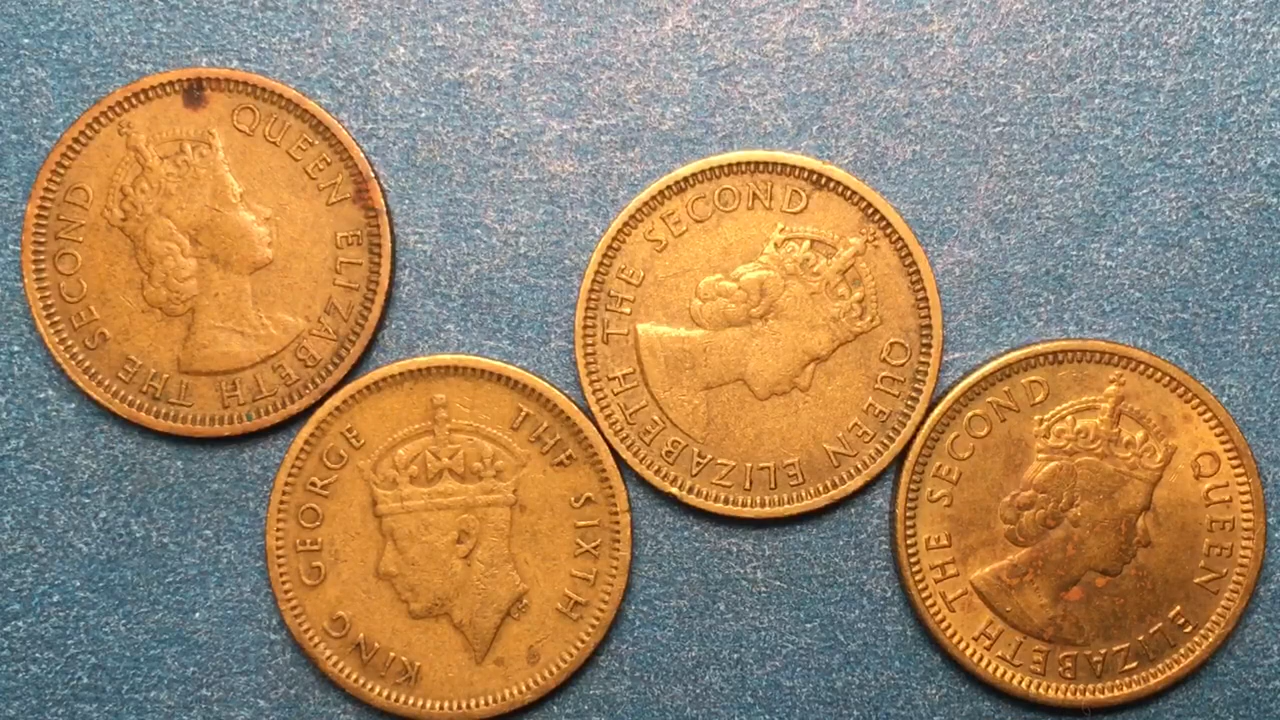 QUEEN ELIZABETH THE SECOND
KING GEORGE THE SIXTH
QUEEN ELIZABETH THE SECOND
QUEEN ELIZABETH THE SECOND